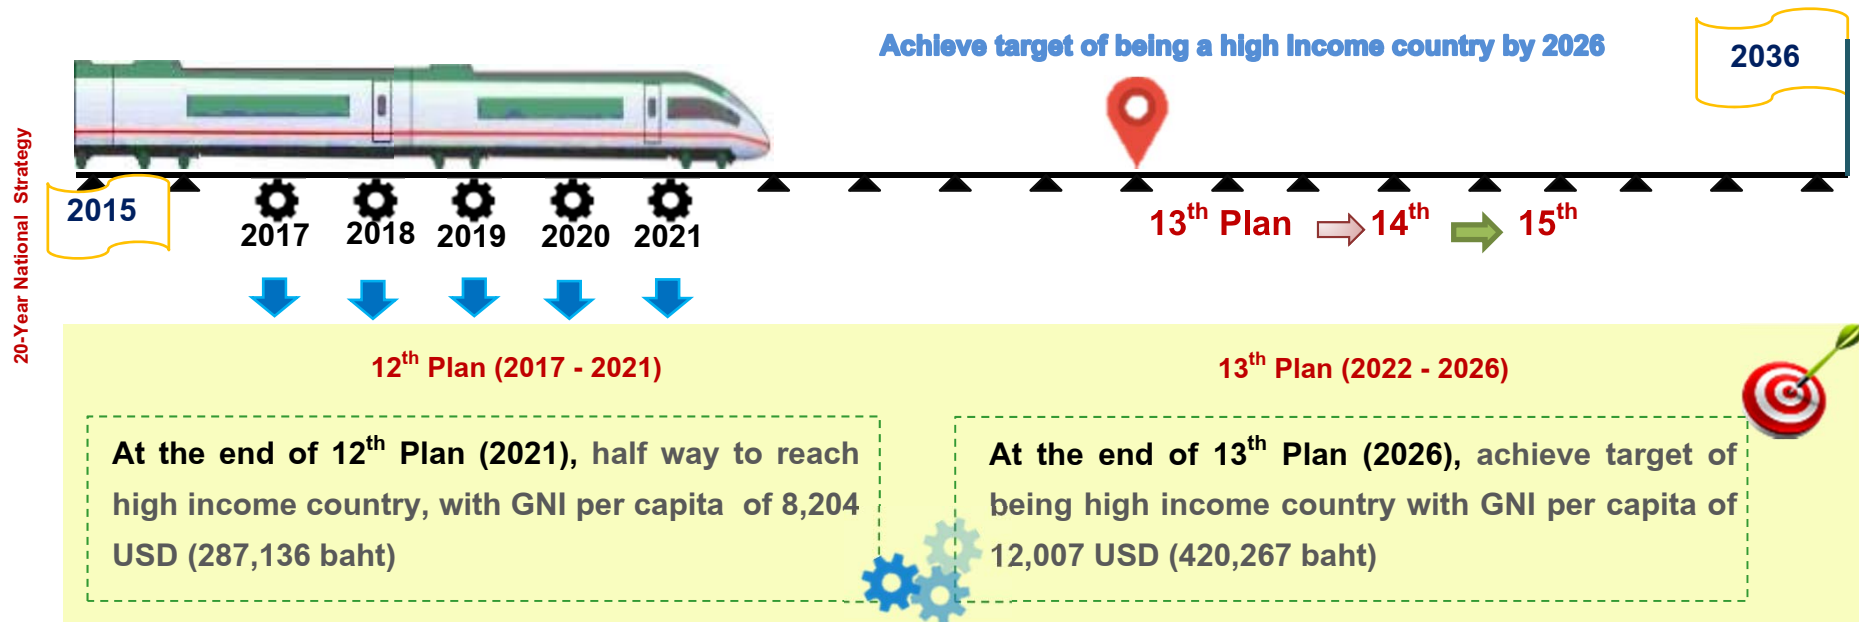 Achieve target of being a high Income country by 2026
2036
20-Year National Strategy
2015
2017 2018 2019 2020 2021
13th Plan 14th 15th
12th Plan (2017 - 2021)
At the end of 12th Plan (2021), half way to reach
high income country, with GNI per capita of 8,204
USD (287,136 baht)
13th Plan (2022 - 2026)
At the end of 13th Plan (2026), achieve target of
being high income country with GNI per capita of
12,007 USD (420,267 baht)